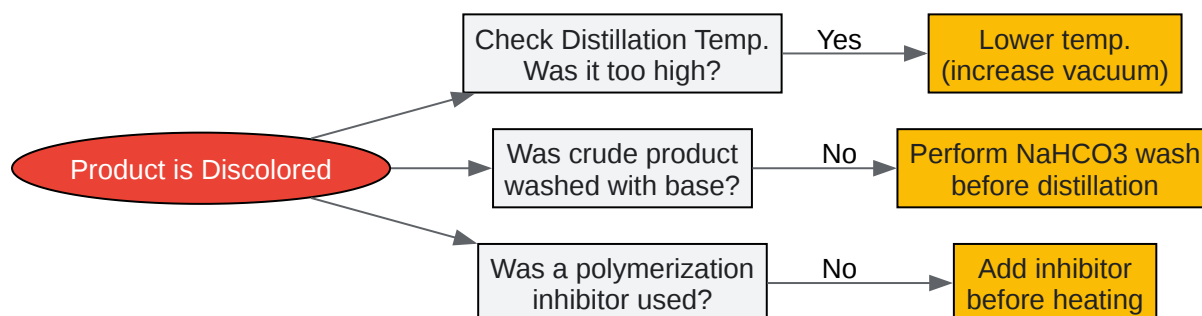 Check Distillation Temp.
Was it too high?
Yes
Lower temp.
(increase vacuum)
Product is Discolored
Was crude product
washed with base?
No
Perform NaHCO3 wash
before distillation
Was a polymerization
inhibitor used?
No
Add inhibitor
before heating